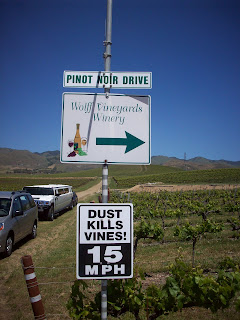 PINOT NOIR DRIVE
Wolff Vineyards
Winery
DUST KILLS
VINES!
15
MPH